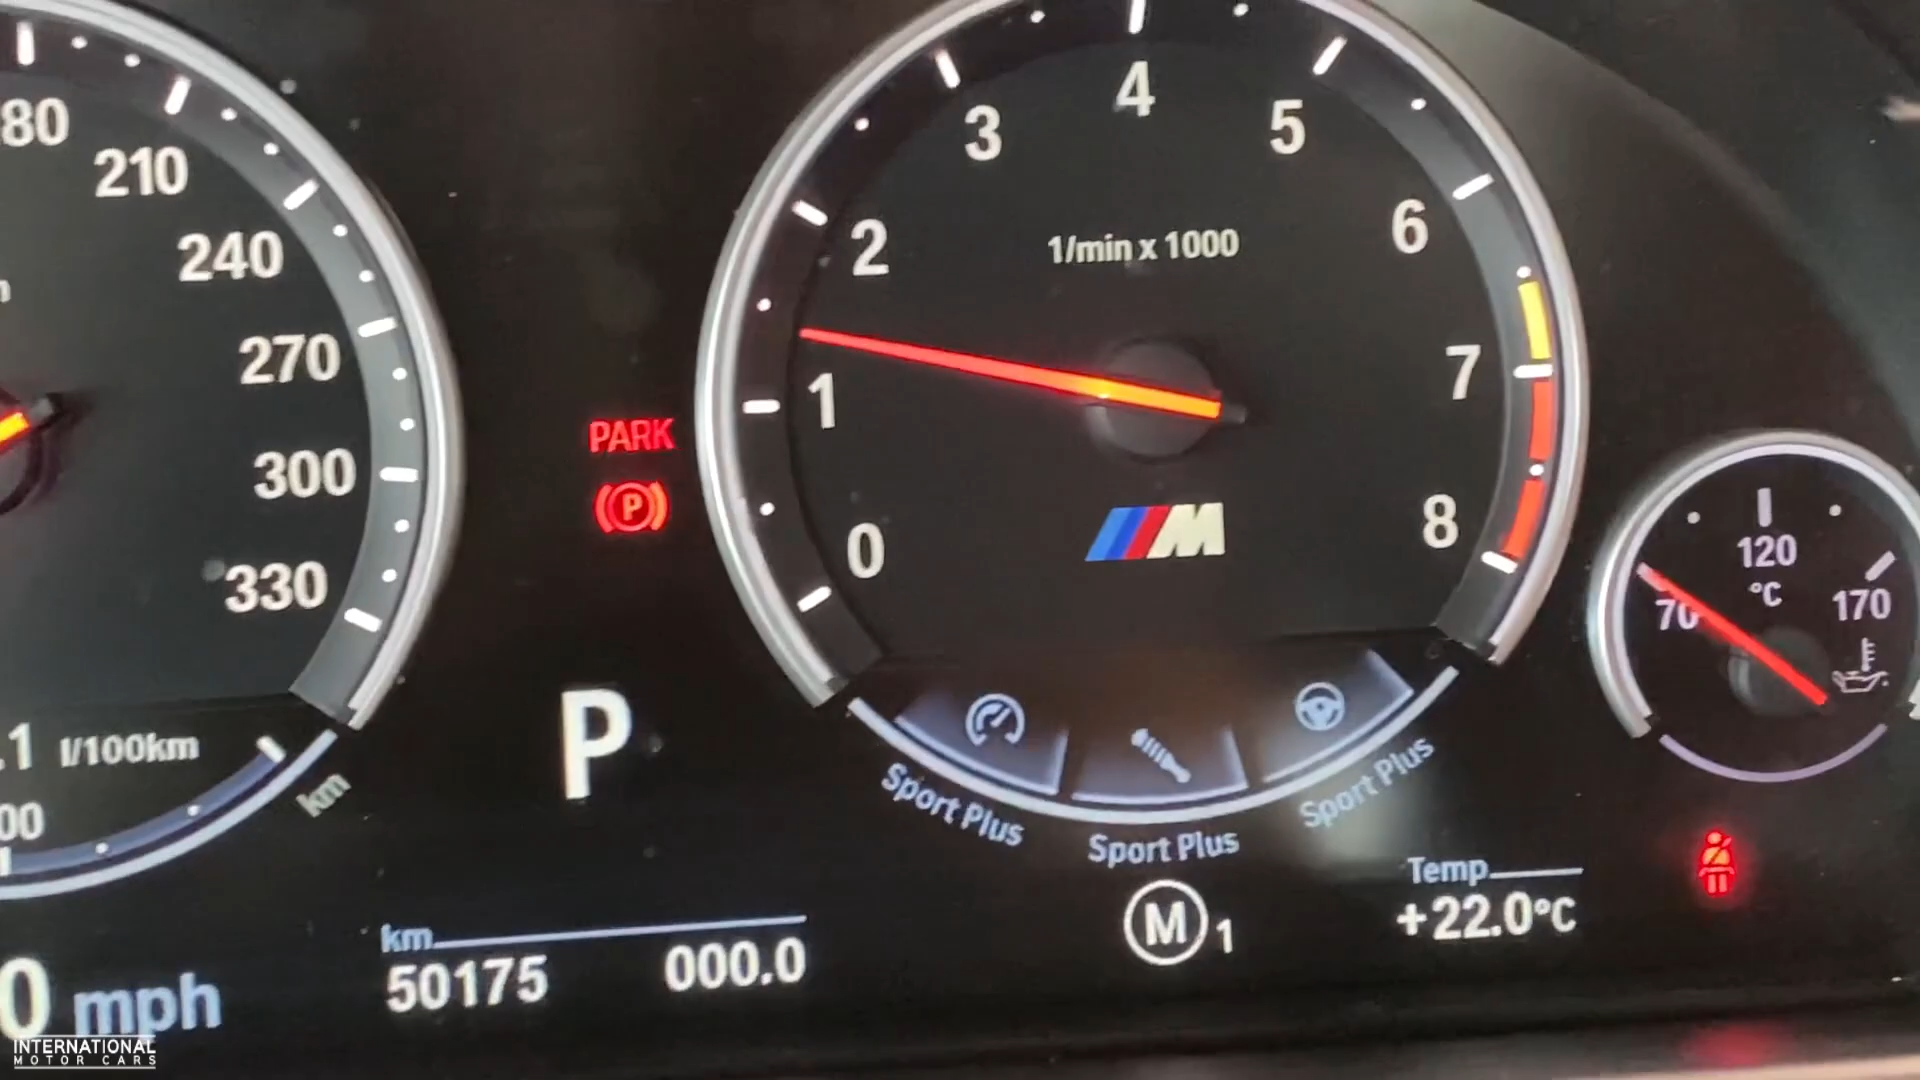 80
210
240
270
300
330
.1 l/100km
00
km
0 mph
PARK
P
P
km
50175 000.0
0
1
2
3
4
5
6
7
8
1/min x 1000
M
Sport Plus
Sport Plus
Sport Plus
M 1
70
120
170
°C
Temp
+22.0°C
INTERNATIONAL
MOTOR CARS